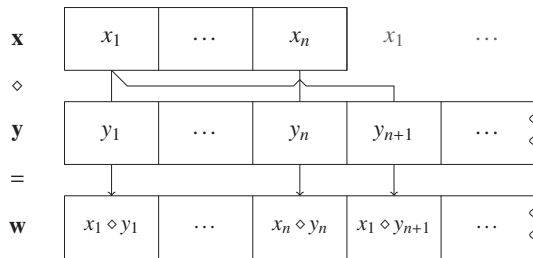 x x₁ ⋯ xₙ x₁ ⋯
⋄
y y₁ ⋯ yₙ yₙ₊₁ ⋯
=
w x₁ ⋄ y₁ ⋯ xₙ ⋄ yₙ x₁ ⋄ yₙ₊₁ ⋯